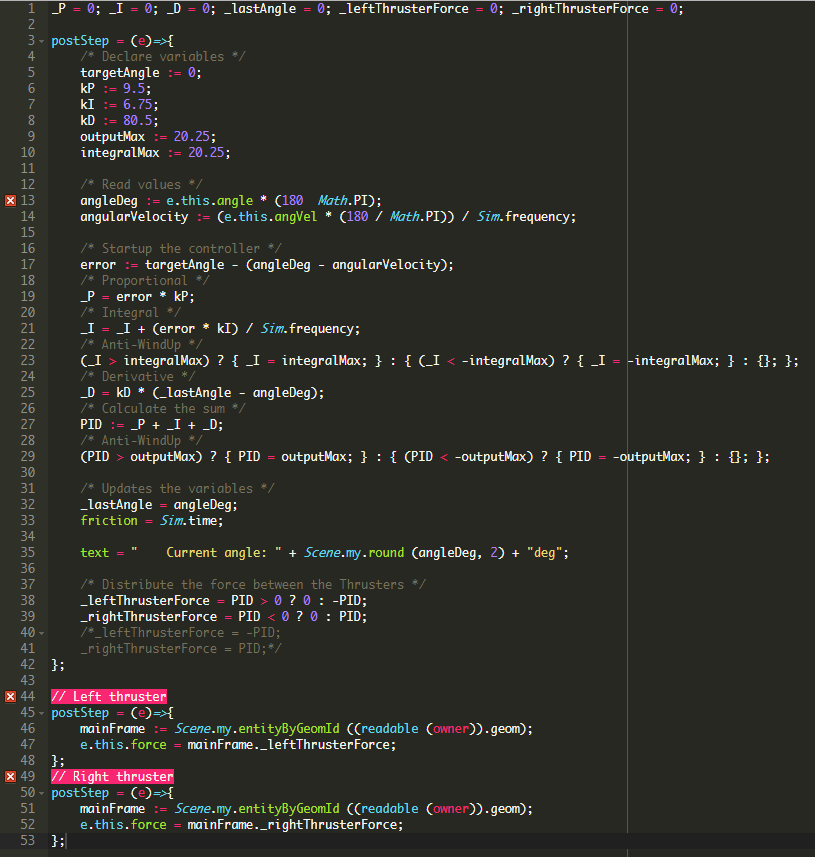 1 _P = 0; _I = 0; _D = 0; _lastAngle = 0; _leftThrusterForce = 0; _rightThrusterForce = 0;
2
3 postStep = (e)=>{
4 /* Declare variables */
5 targetAngle := 0;
6 kP := 9.5;
7 kI := 6.75;
8 kD := 80.5;
9 outputMax := 20.25;
10 integralMax := 20.25;
11
12 /* Read values */
13 angleDeg := e.this.angle * (180  Math.PI);
14 angularVelocity := (e.this.angVel * (180 / Math.PI)) / Sim.frequency;
15
16 /* Startup the controller */
17 error := targetAngle - (angleDeg - angularVelocity);
18 /* Proportional */
19 _P = error * kP;
20 /* Integral */
21 _I = _I + (error * kI) / Sim.frequency;
22 /* Anti-WindUp */
23 (_I > integralMax) ? { _I = integralMax; } : { (_I < -integralMax) ? { _I = -integralMax; } : {}; };
24 /* Derivative */
25 _D = kD * (_lastAngle - angleDeg);
26 /* Calculate the sum */
27 PID := _P + _I + _D;
28 /* Anti-WindUp */
29 (PID > outputMax) ? { PID = outputMax; } : { (PID < -outputMax) ? { PID = -outputMax; } : {}; };
30
31 /* Updates the variables */
32 _lastAngle = angleDeg;
33 friction = Sim.time;
34
35 text = "    Current angle: " + Scene.my.round (angleDeg, 2) + "deg";
36
37 /* Distribute the force between the Thrusters */
38 _leftThrusterForce = PID > 0 ? 0 : -PID;
39 _rightThrusterForce = PID < 0 ? 0 : PID;
40 /*_leftThrusterForce = -PID;
41 _rightThrusterForce = PID;*/
42 };
43
44 // Left thruster
45 postStep = (e)=>{
46 mainFrame := Scene.my.entityByGeomId ((readable (owner)).geom);
47 e.this.force = mainFrame._leftThrusterForce;
48 };
49 // Right thruster
50 postStep = (e)=>{
51 mainFrame := Scene.my.entityByGeomId ((readable (owner)).geom);
52 e.this.force = mainFrame._rightThrusterForce;
53 };